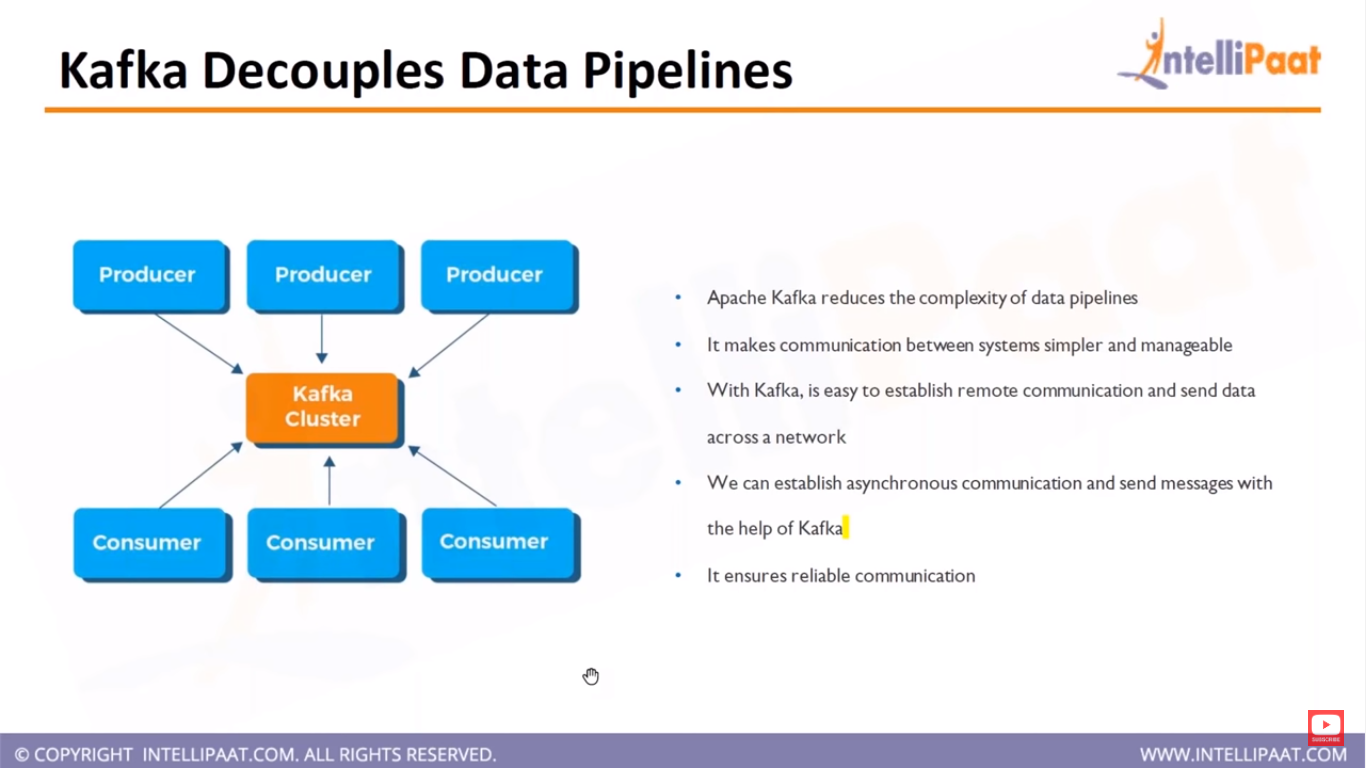 Kafka Decouples Data Pipelines
IntelliPaat
Producer
Producer
Producer
Kafka
Cluster
Consumer
Consumer
Consumer
• Apache Kafka reduces the complexity of data pipelines
• It makes communication between systems simpler and manageable
• With Kafka, is easy to establish remote communication and send data
across a network
• We can establish asynchronous communication and send messages with
the help of Kafka
• It ensures reliable communication
SUBSCRIBE
© COPYRIGHT INTELLIPAAT.COM. ALL RIGHTS RESERVED.
WWW.INTELLIPAAT.COM